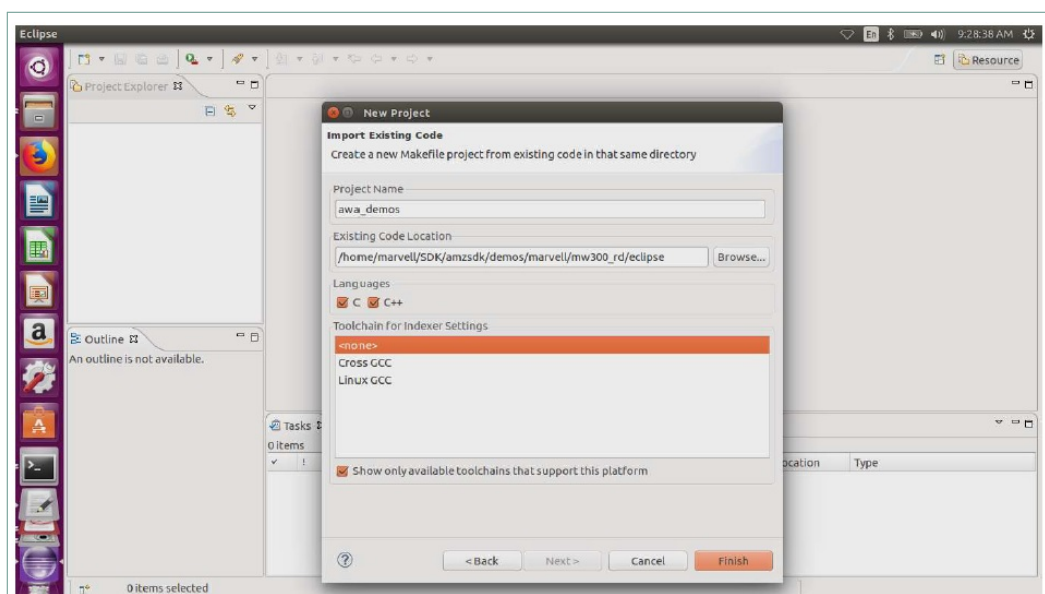 Eclipse
En
9:28:38 AM
Resource
Project Explorer
New Project
Import Existing Code
Create a new Makefile project from existing code in that same directory
Project Name
awa_demos
Existing Code Location
/home/marvell/SDK/amzsdk/demos/marvell/mw300_rd/eclipse
Browse...
Languages
C
C++
Toolchain for Indexer Settings
<none>
Cross GCC
Linux GCC
Outline
An outline is not available.
Tasks
0 items
!
ocation
Type
Show only available toolchains that support this platform
< Back
Next >
Cancel
Finish
0 items selected